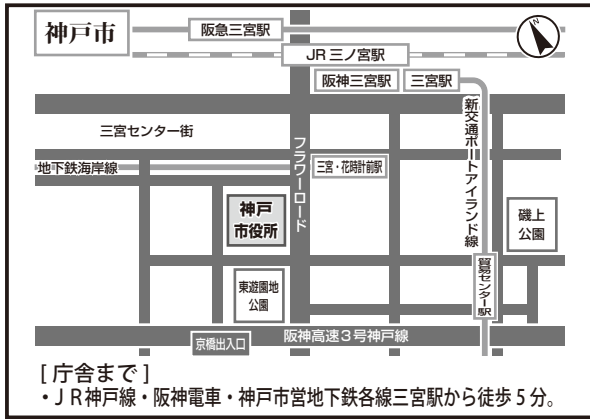 神戸市
阪急三宮駅
N
JR 三ノ宮駅
阪神三宮駅
三宮駅
三宮センター街
フラワーロード
新交通ポートアイランド線
地下鉄海岸線
三宮・花時計前駅
神戸
市役所
磯上
公園
東遊園地
公園
貿易センター駅
阪神高速3号神戸線
京橋出入口
[ 庁舎まで ]
・ＪＲ神戸線・阪神電車・神戸市営地下鉄各線三宮駅から徒歩 5 分。